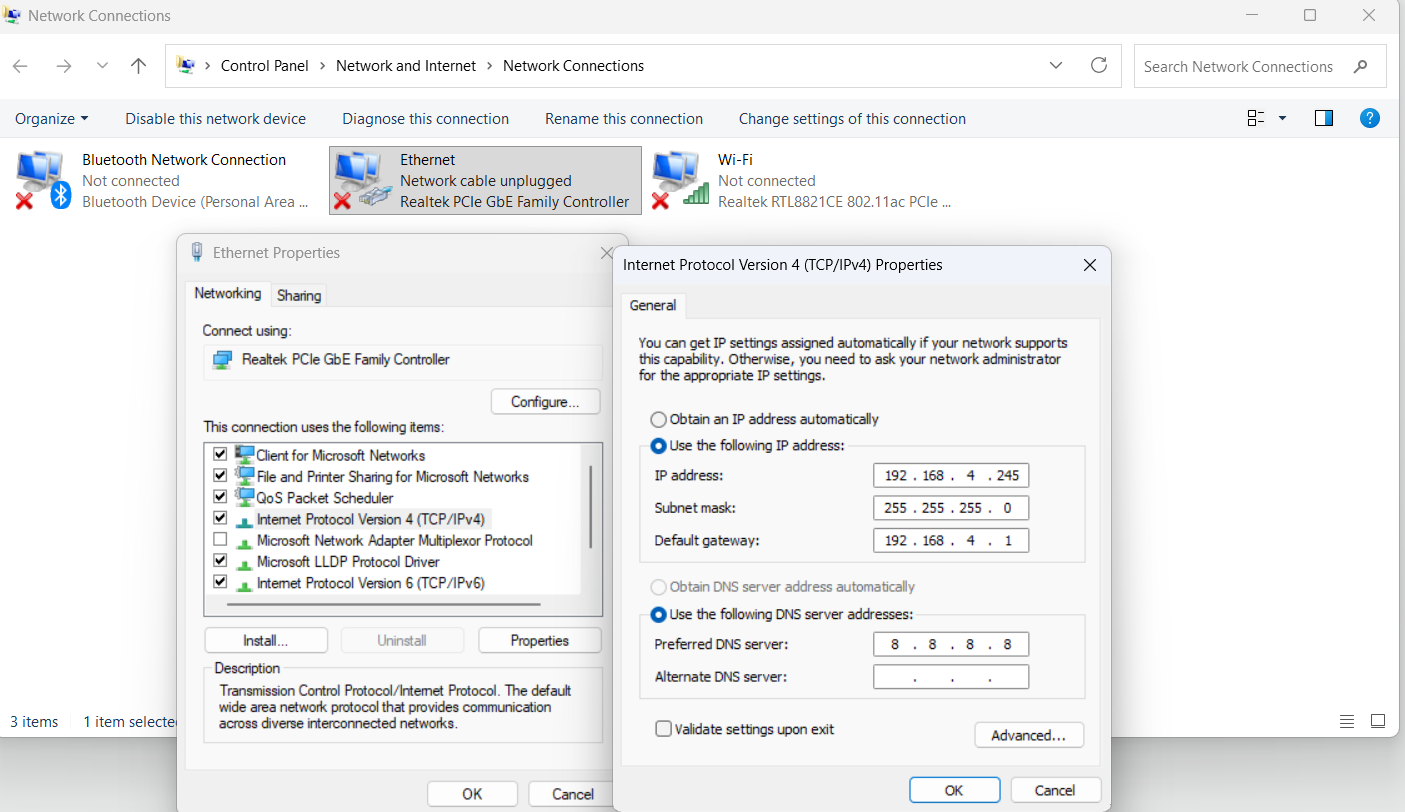 Network Connections
Control Panel > Network and Internet > Network Connections
Search Network Connections
Organize Disable this network device Diagnose this connection Rename this connection Change settings of this connection
Bluetooth Network Connection
Not connected
Bluetooth Device (Personal Area ...
Ethernet
Network cable unplugged
Realtek PCIe GbE Family Controller
Wi-Fi
Not connected
Realtek RTL8821CE 802.11ac PCIe ...
Ethernet Properties
Networking Sharing
Connect using:
Realtek PCIe GbE Family Controller
Configure...
This connection uses the following items:
Client for Microsoft Networks
File and Printer Sharing for Microsoft Networks
QoS Packet Scheduler
Internet Protocol Version 4 (TCP/IPv4)
Microsoft Network Adapter Multiplexor Protocol
Microsoft LLDP Protocol Driver
Internet Protocol Version 6 (TCP/IPv6)
Install... Uninstall Properties
Description
Transmission Control Protocol/Internet Protocol. The default
wide area network protocol that provides communication
across diverse interconnected networks.
OK Cancel
Internet Protocol Version 4 (TCP/IPv4) Properties
General
You can get IP settings assigned automatically if your network supports
this capability. Otherwise, you need to ask your network administrator
for the appropriate IP settings.
Obtain an IP address automatically
Use the following IP address:
IP address: 192 . 168 . 4 . 245
Subnet mask: 255 . 255 . 255 . 0
Default gateway: 192 . 168 . 4 . 1
Obtain DNS server address automatically
Use the following DNS server addresses:
Preferred DNS server: 8 . 8 . 8 . 8
Alternate DNS server: . . .
Validate settings upon exit
Advanced...
OK Cancel
3 items 1 item selected